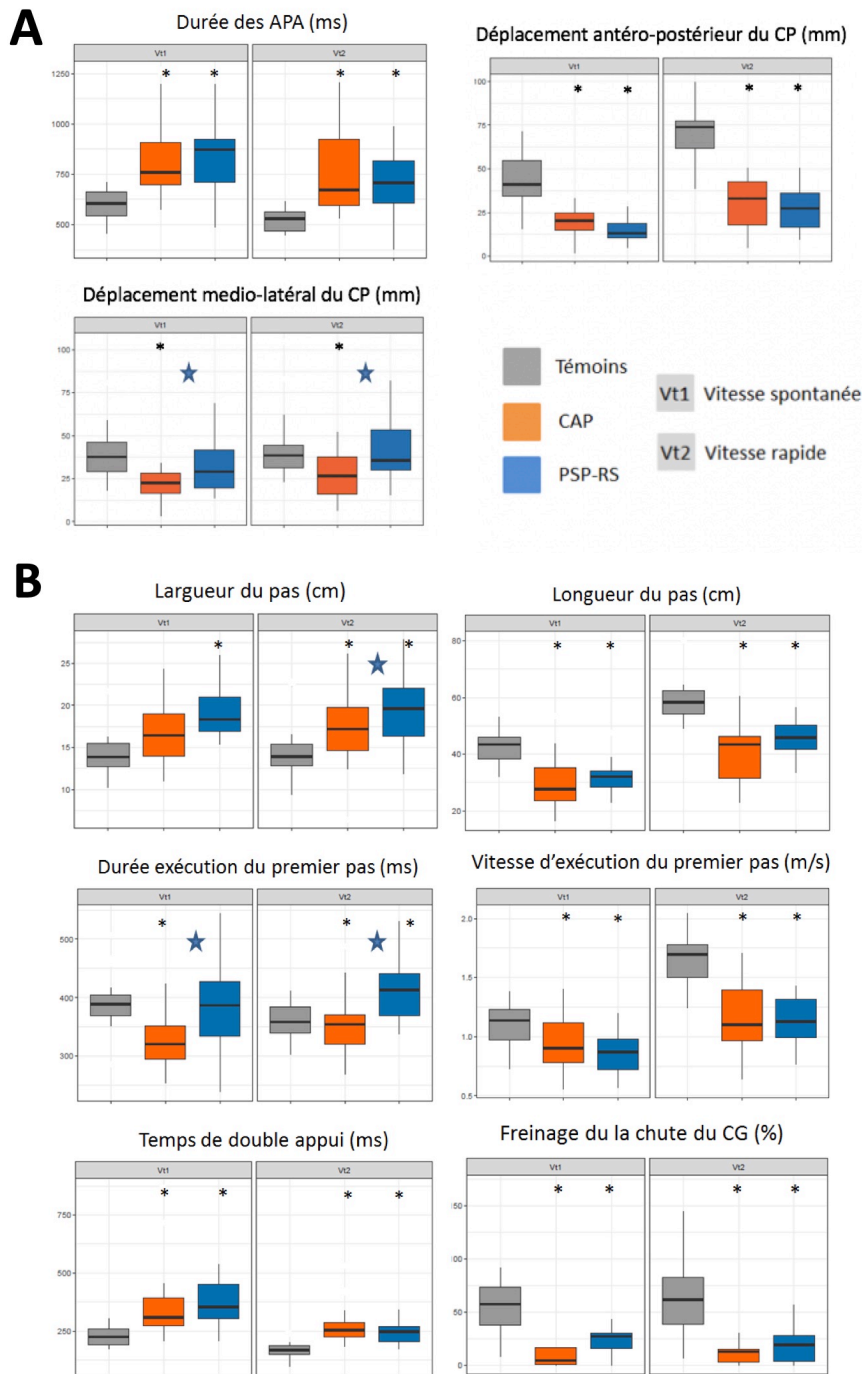 A
Durée des APA (ms)
Vt1 Vt2
* * * *
1250
1000
750
500
Déplacement antéro-postérieur du CP (mm)
Vt1 Vt2
* * * *
100
75
50
25
0
Déplacement medio-latéral du CP (mm)
Vt1 Vt2
* *
100
75
50
25
0
Témoins
CAP
PSP-RS
Vt1 Vitesse spontanée
Vt2 Vitesse rapide
B
Largueur du pas (cm)
Vt1 Vt2
* * *
25
20
15
10
Longueur du pas (cm)
Vt1 Vt2
* * * *
80
60
40
20
Durée exécution du premier pas (ms)
Vt1 Vt2
* * *
500
400
300
Vitesse d’exécution du premier pas (m/s)
Vt1 Vt2
* * * *
2.0
1.5
1.0
0.5
Temps de double appui (ms)
Vt1 Vt2
* * * *
750
500
250
Freinage du la chute du CG (%)
Vt1 Vt2
* * * *
150
100
50
0